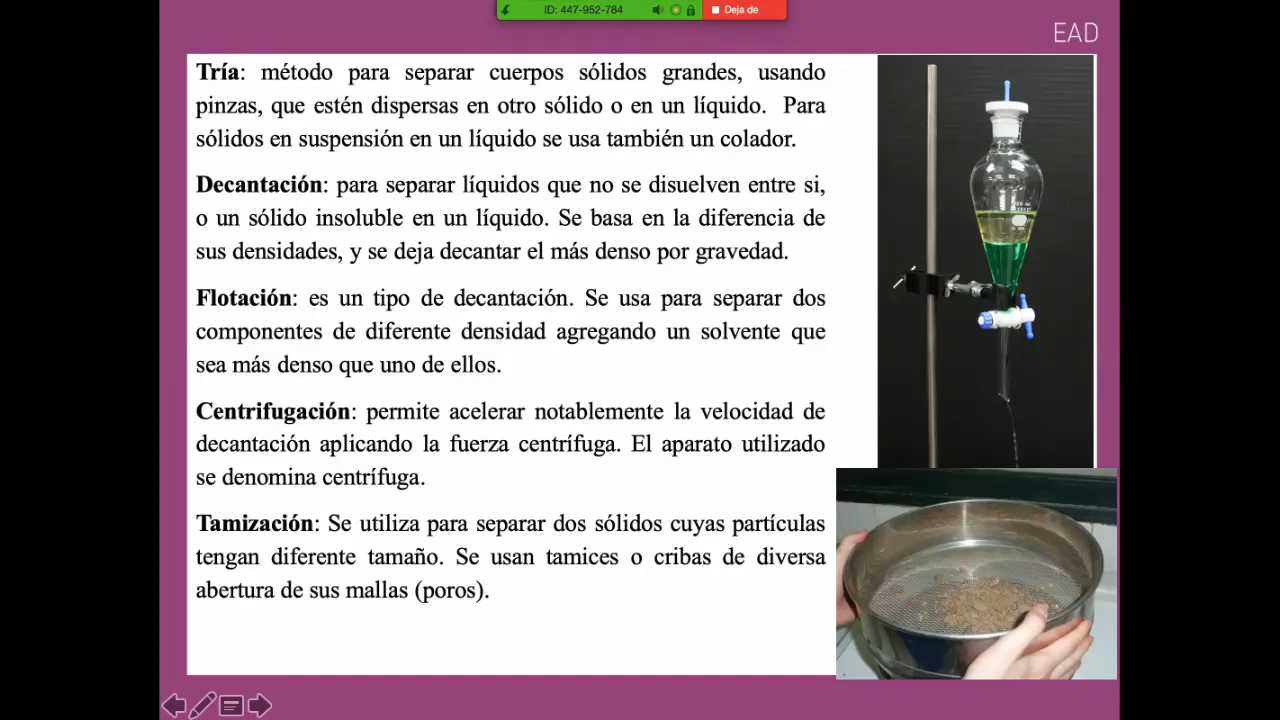 ID: 447-952-784
Deja de
EAD
Tría: método para separar cuerpos sólidos grandes, usando
pinzas, que estén dispersas en otro sólido o en un líquido. Para
sólidos en suspensión en un líquido se usa también un colador.
Decantación: para separar líquidos que no se disuelven entre si,
o un sólido insoluble en un líquido. Se basa en la diferencia de
sus densidades, y se deja decantar el más denso por gravedad.
Flotación: es un tipo de decantación. Se usa para separar dos
componentes de diferente densidad agregando un solvente que
sea más denso que uno de ellos.
Centrifugación: permite acelerar notablemente la velocidad de
decantación aplicando la fuerza centrífuga. El aparato utilizado
se denomina centrífuga.
Tamización: Se utiliza para separar dos sólidos cuyas partículas
tengan diferente tamaño. Se usan tamices o cribas de diversa
abertura de sus mallas (poros).